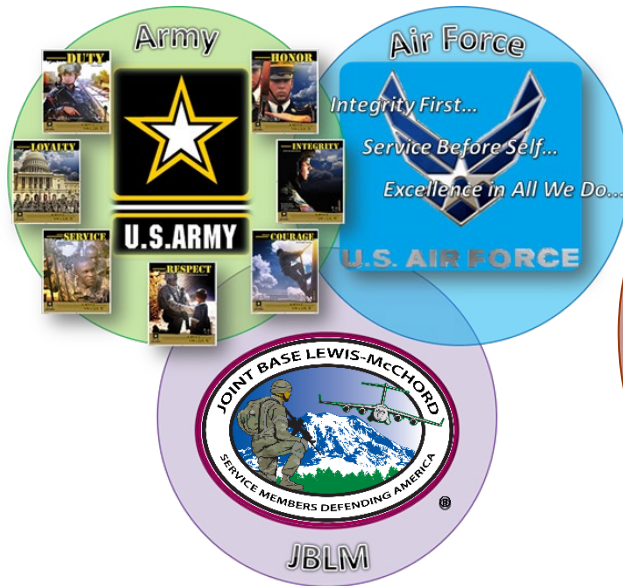 Army
Air Force
DUTY
HONOR
LOYALTY
INTEGRITY
SERVICE
COURAGE
RESPECT
U.S.ARMY
Integrity First...
Service Before Self...
Excellence in All We Do...
U.S. AIR FORCE
JOINT BASE LEWIS-McCHORD
SERVICE MEMBERS DEFENDING AMERICA
®
JBLM